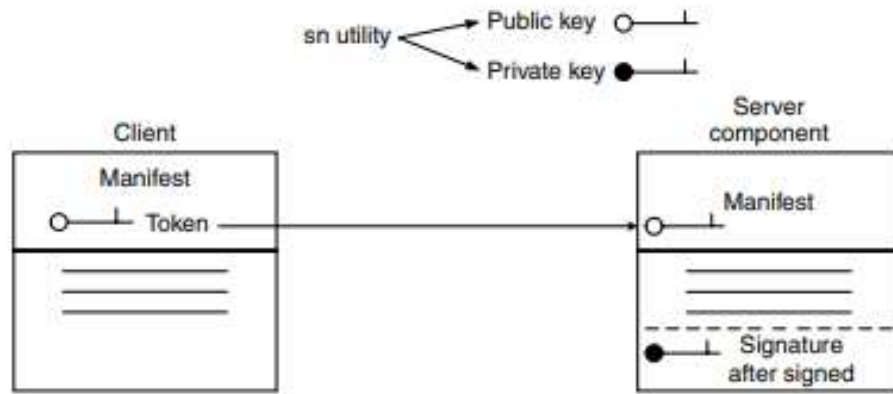 sn utility
Public key
Private key
Client
Server
component
Manifest
Token
Manifest
Signature
after signed